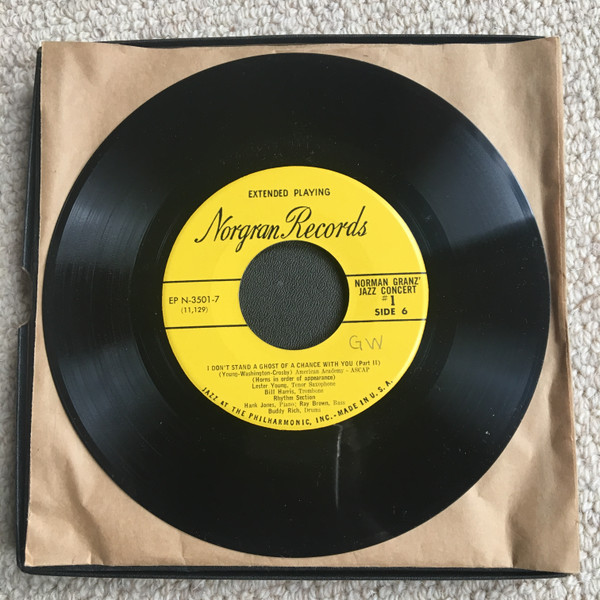 EXTENDED PLAYING
Norgran Records
EP N-3501-7
(11,129)
NORMAN GRANZ'
JAZZ CONCERT
# 1
SIDE 6
GW
I DON'T STAND A GHOST OF A CHANCE WITH YOU (Part II)
(Young-Washington-Crosby) American Academy - ASCAP
(Horns in order of appearance)
Lester Young, Tenor Saxophone
Bill Harris, Trombone
Rhythm Section
Hank Jones, Piano; Ray Brown, Bass
Buddy Rich, Drums
JAZZ AT THE PHILHARMONIC, INC.-MADE IN U.S.A.